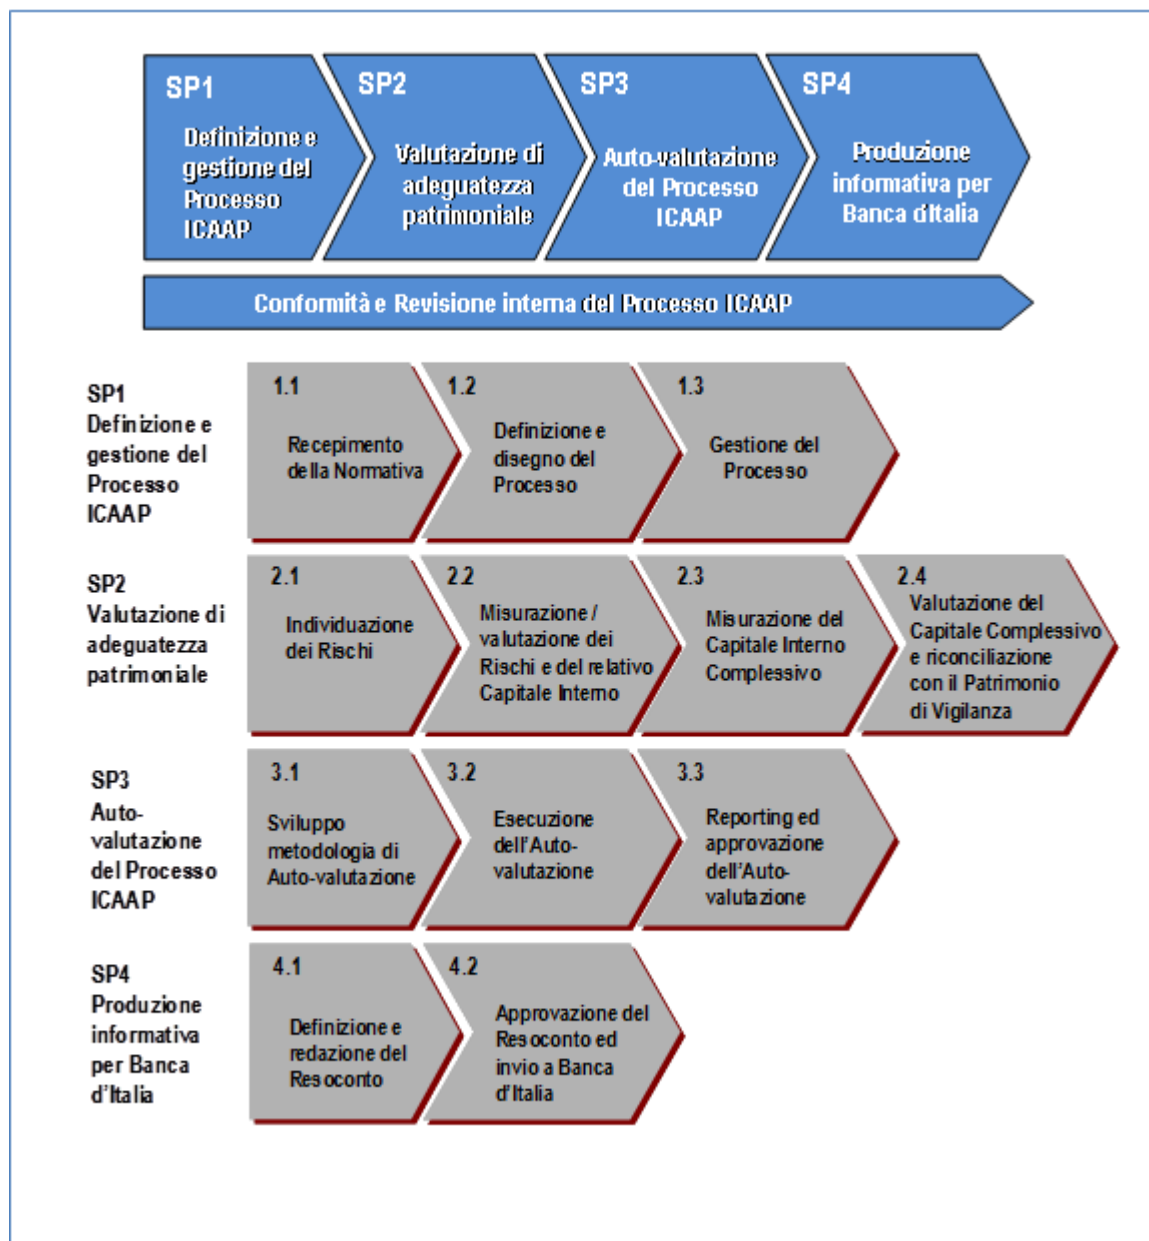 SP1
Definizione e
gestione del
Processo
ICAAP
SP2
Valutazione di
adeguatezza
patrimoniale
SP3
Auto-valutazione
del Processo
ICAAP
SP4
Produzione
informativa per
Banca d'Italia
Conformità e Revisione interna del Processo ICAAP
SP1
Definizione e
gestione del
Processo
ICAAP
1.1
Recepimento
della Normativa
1.2
Definizione e
disegno del
Processo
1.3
Gestione del
Processo
SP2
Valutazione di
adeguatezza
patrimoniale
2.1
Individuazione
dei Rischi
2.2
Misurazione /
valutazione dei
Rischi e del relativo
Capitale Interno
2.3
Misurazione del
Capitale Interno
Complessivo
2.4
Valutazione del
Capitale Complessivo
e riconciliazione
con il Patrimonio
di Vigilanza
SP3
Auto-
valutazione
del Processo
ICAAP
3.1
Sviluppo
metodologia di
Auto-valutazione
3.2
Esecuzione
dell'Auto-
valutazione
3.3
Reporting ed
approvazione
dell'Auto-
valutazione
SP4
Produzione
informativa
per Banca
d'Italia
4.1
Definizione e
redazione del
Resoconto
4.2
Approvazione del
Resoconto ed
invio a Banca
d'Italia